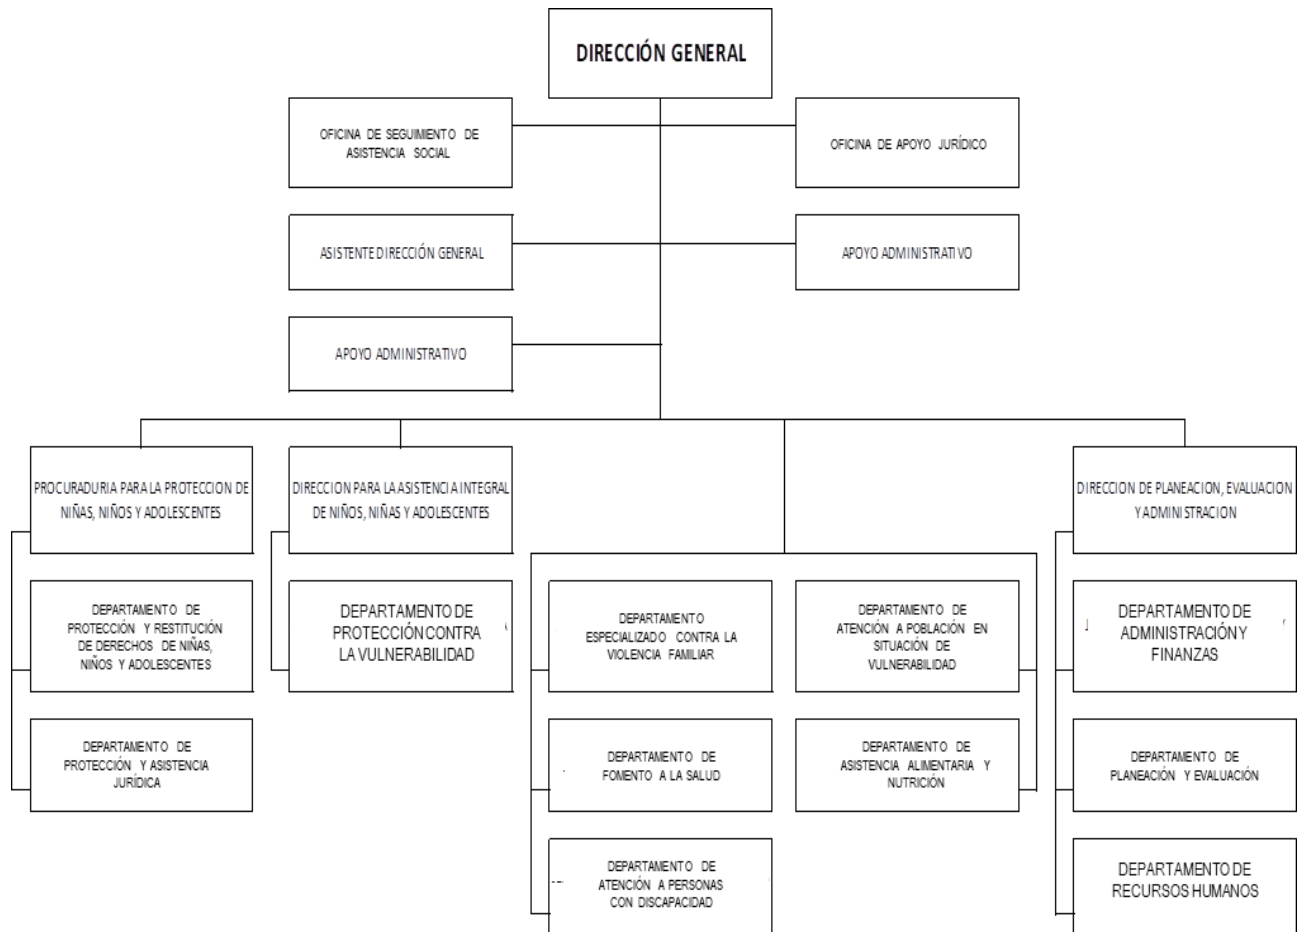 DIRECCIÓN GENERAL
OFICINA DE SEGUIMIENTO DE
ASISTENCIA SOCIAL
OFICINA DE APOYO JURÍDICO
ASISTENTE DIRECCIÓN GENERAL
APOYO ADMINISTRATIVO
APOYO ADMINISTRATIVO
PROCURADURIA PARA LA PROTECCION DE
NIÑAS, NIÑOS Y ADOLESCENTES
DIRECCION PARA LA ASISTENCIA INTEGRAL
DE NIÑOS, NIÑAS Y ADOLESCENTES
DIRECCION DE PLANEACION, EVALUACION
Y ADMINISTRACION
DEPARTAMENTO DE
PROTECCIÓN Y RESTITUCIÓN
DE DERECHOS DE NIÑAS,
NIÑOS Y ADOLESCENTES
DEPARTAMENTO DE
PROTECCIÓN CONTRA
LA VULNERABILIDAD
DEPARTAMENTO
ESPECIALIZADO CONTRA LA
VIOLENCIA FAMILIAR
DEPARTAMENTO DE
ATENCIÓN A POBLACIÓN EN
SITUACIÓN DE
VULNERABILIDAD
DEPARTAMENTO DE
ADMINISTRACIÓN Y
FINANZAS
DEPARTAMENTO DE
PROTECCIÓN Y ASISTENCIA
JURÍDICA
DEPARTAMENTO DE
FOMENTO A LA SALUD
DEPARTAMENTO DE
ASISTENCIA ALIMENTARIA Y
NUTRICIÓN
DEPARTAMENTO DE
PLANEACIÓN Y EVALUACIÓN
DEPARTAMENTO DE
ATENCIÓN A PERSONAS
CON DISCAPACIDAD
DEPARTAMENTO DE
RECURSOS HUMANOS